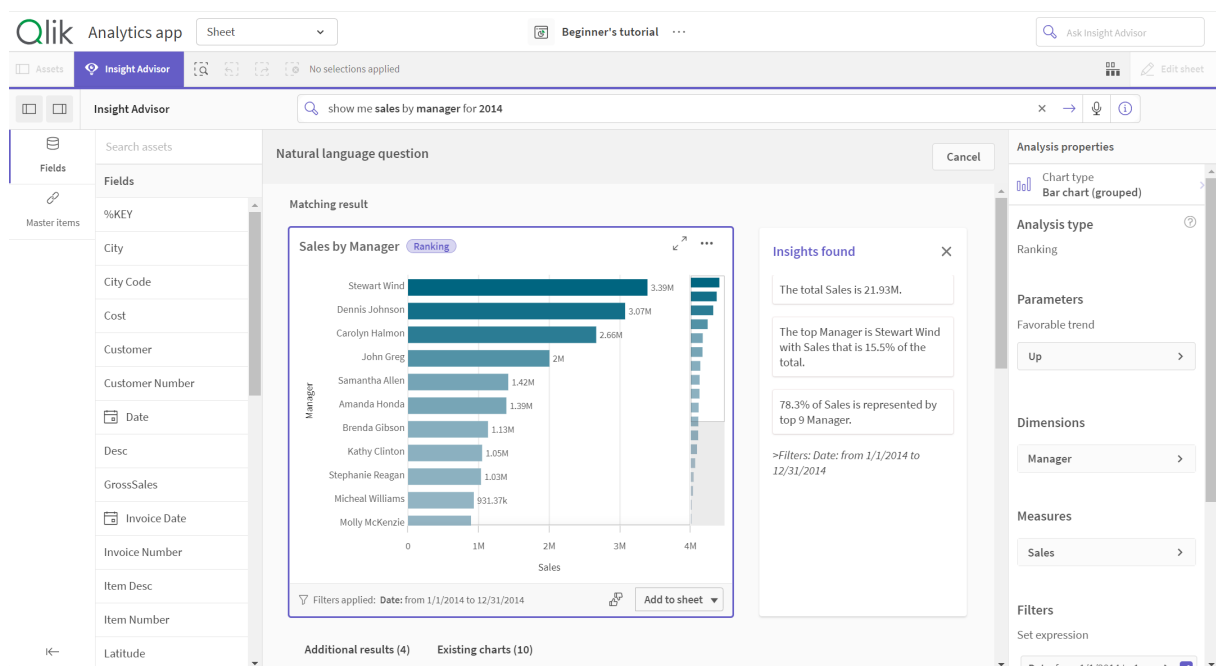 Qlik Analytics app Sheet Beginner's tutorial ··· Ask Insight Advisor
Assets Insight Advisor No selections applied Edit sheet
Insight Advisor show me sales by manager for 2014
Fields
Master items
Search assets
Fields
%KEY
City
City Code
Cost
Customer
Customer Number
Date
Desc
GrossSales
Invoice Date
Invoice Number
Item Desc
Item Number
Latitude
Natural language question Cancel
Matching result
Sales by Manager Ranking
Manager
Stewart Wind 3.39M
Dennis Johnson 3.07M
Carolyn Halmon 2.66M
John Greg 2M
Samantha Allen 1.42M
Amanda Honda 1.39M
Brenda Gibson 1.13M
Kathy Clinton 1.05M
Stephanie Reagan 1.03M
Micheal Williams 931.37k
Molly McKenzie
0 1M 2M 3M 4M
Sales
Filters applied: Date: from 1/1/2014 to 12/31/2014 Add to sheet
Additional results (4) Existing charts (10)
Insights found
The total Sales is 21.93M.
The top Manager is Stewart Wind
with Sales that is 15.5% of the
total.
78.3% of Sales is represented by
top 9 Manager.
>Filters: Date: from 1/1/2014 to
12/31/2014
Analysis properties
Chart type
Bar chart (grouped)
Analysis type
Ranking
Parameters
Favorable trend
Up
Dimensions
Manager
Measures
Sales
Filters
Set expression